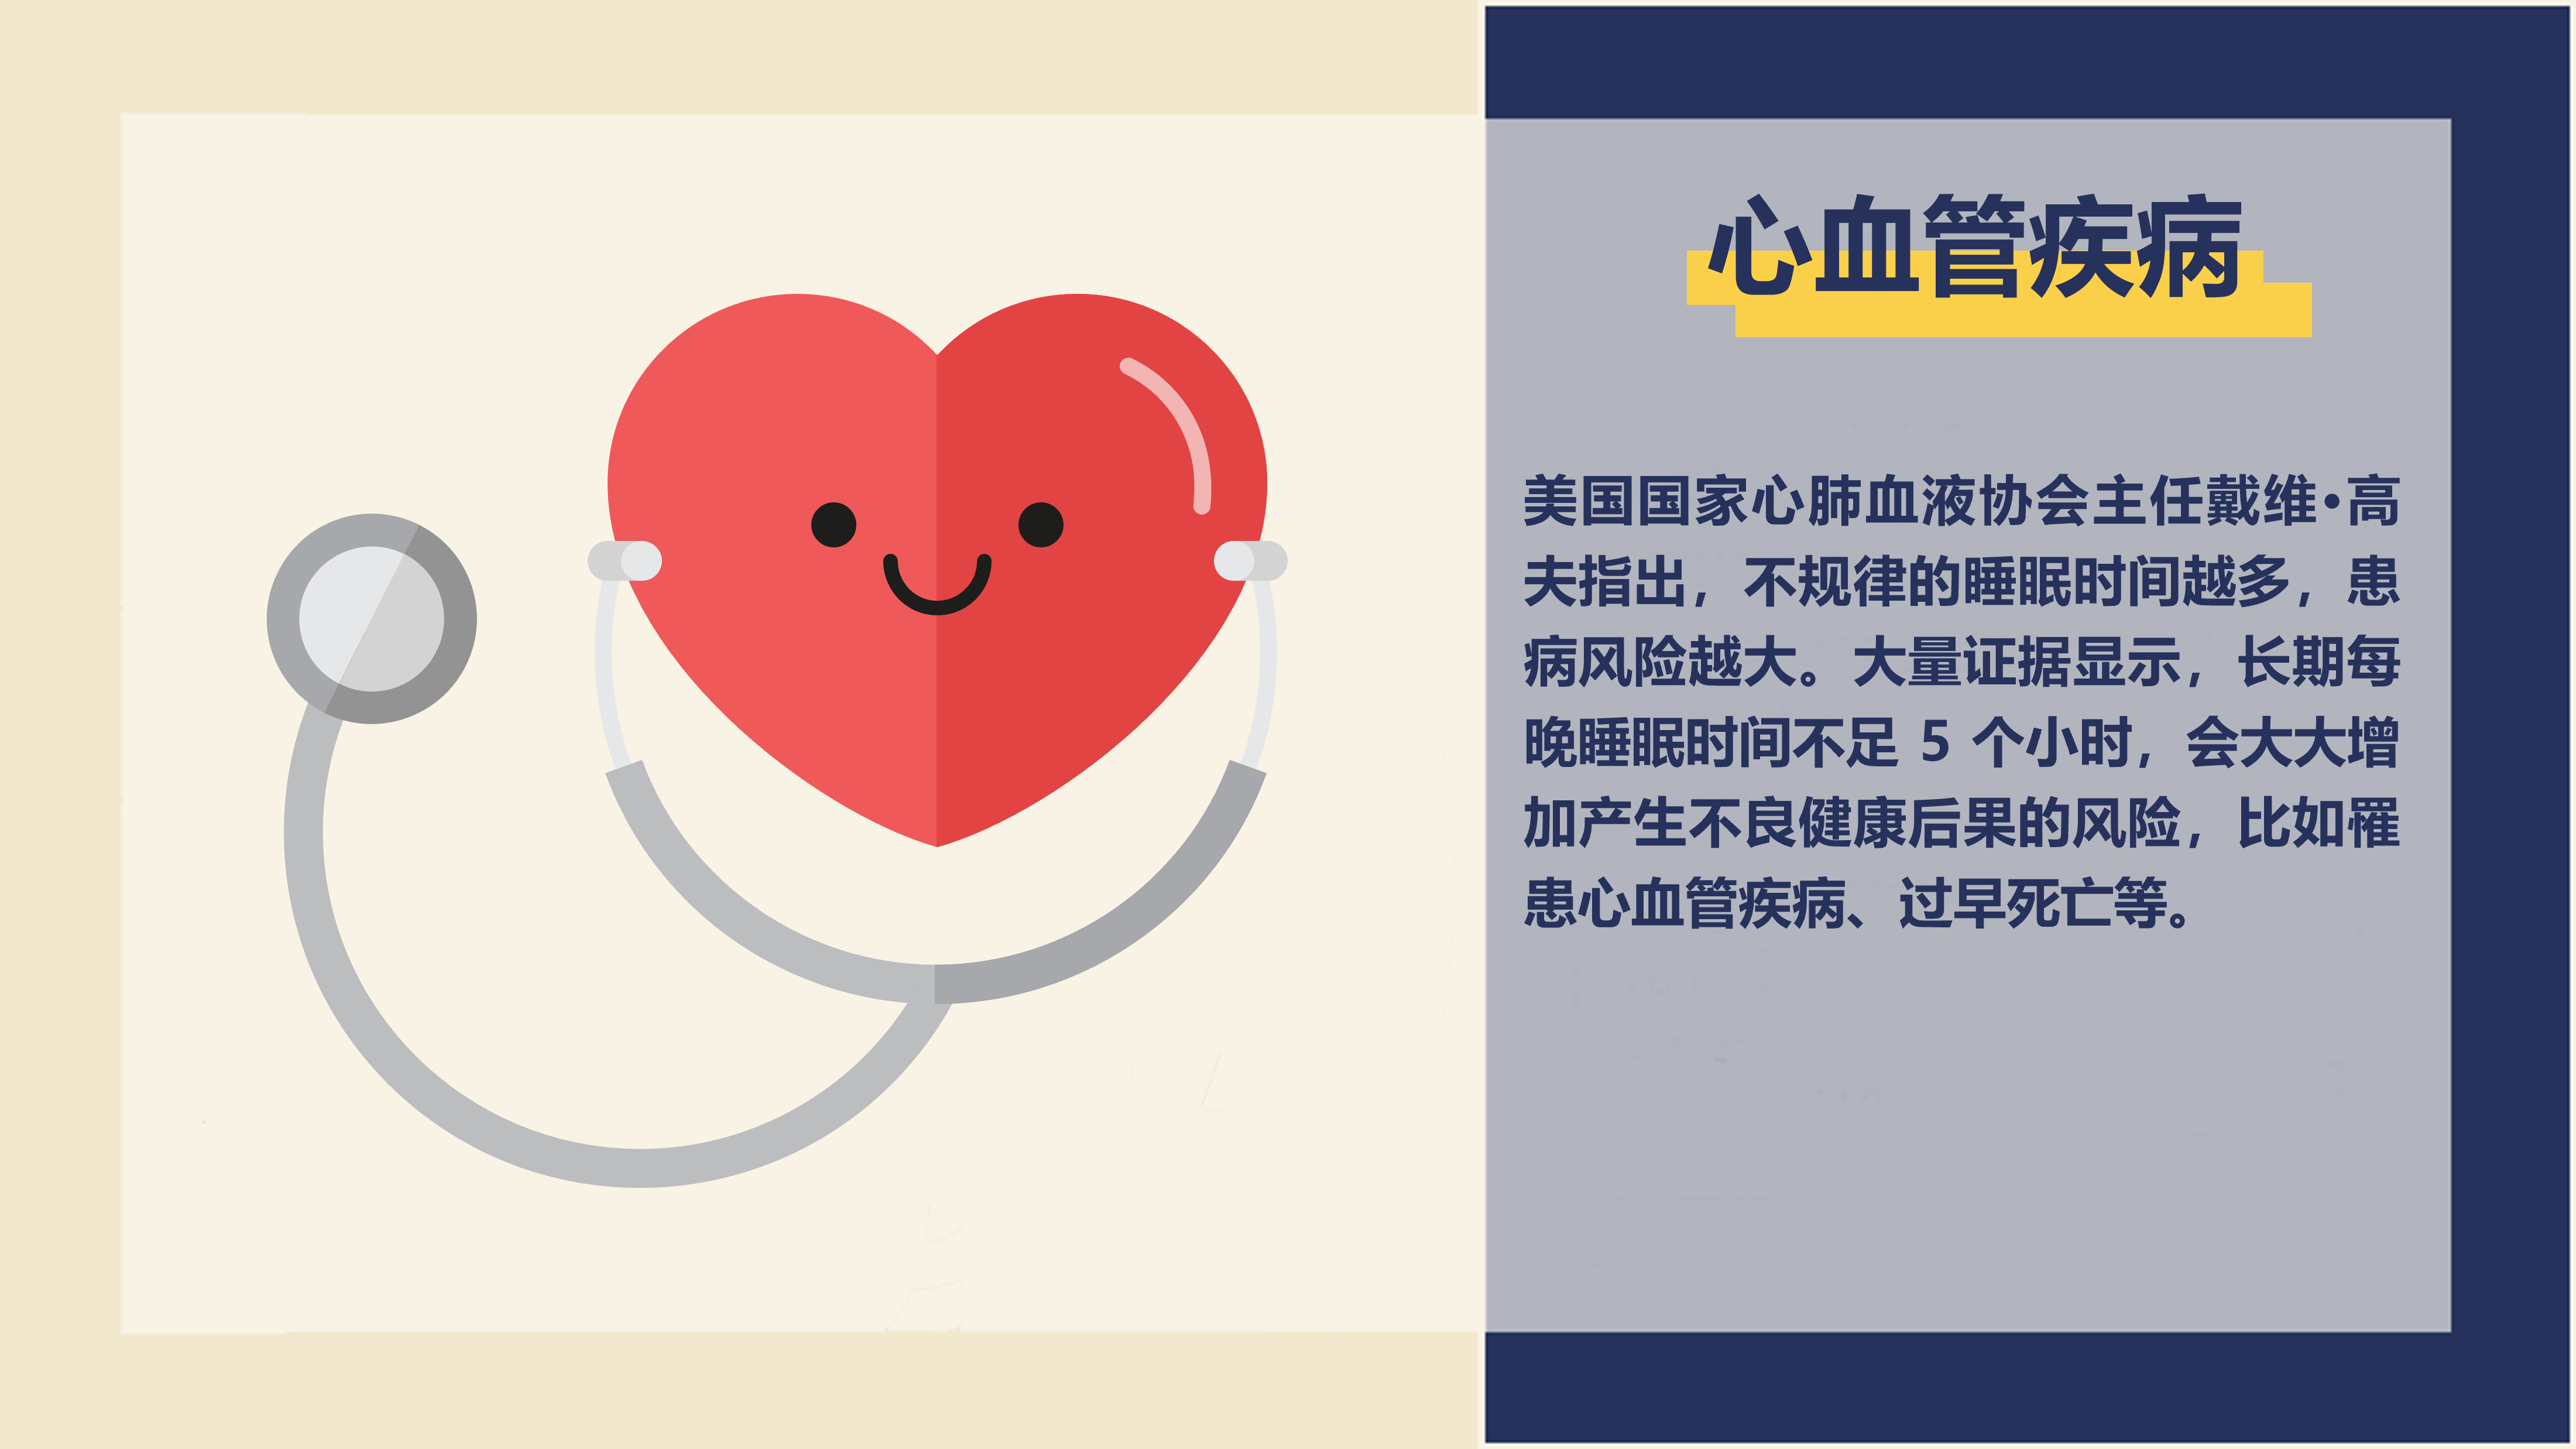 心血管疾病
美国国家心肺血液协会主任戴维•高
夫指出，不规律的睡眠时间越多，患
病风险越大。大量证据显示，长期每
晚睡眠时间不足 5 个小时，会大大增
加产生不良健康后果的风险，比如罹
患心血管疾病、过早死亡等。